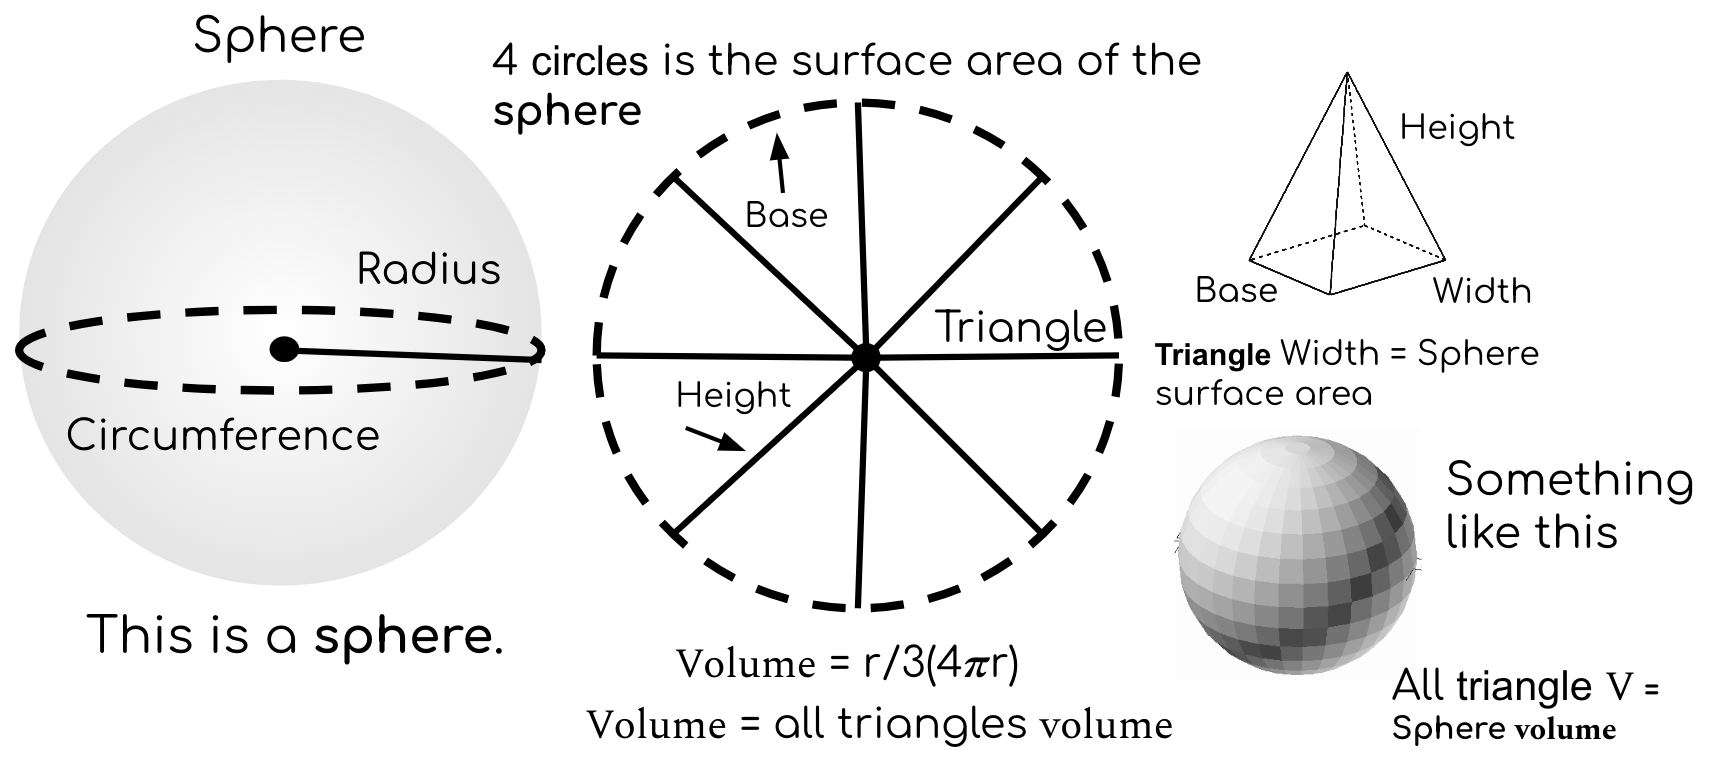 Sphere
Radius
Circumference
This is a sphere.
4 circles is the surface area of the
sphere
Base
Triangle
Height
Volume = r/3(4πr)
Volume = all triangles volume
Height
Base
Width
Triangle Width = Sphere
surface area
Something
like this
All triangle V =
Sphere volume